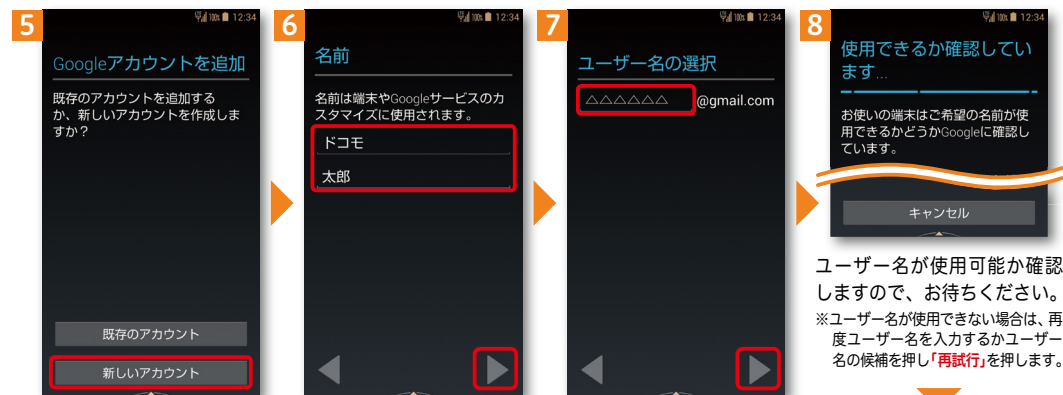 5
100% 12:34
Googleアカウントを追加
既存のアカウントを追加する
か、新しいアカウントを作成しま
すか？
既存のアカウント
新しいアカウント
6
100% 12:34
名前
名前は端末やGoogleサービスのカ
スタマイズに使用されます。
ドコモ
太郎
7
100% 12:34
ユーザー名の選択
△△△△△△ @gmail.com
8
100% 12:34
使用できるか確認してい
ます...
お使いの端末はご希望の名前が使
用できるかどうかGoogleに確認し
ています。
キャンセル
ユーザー名が使用可能か確認
しますので、お待ちください。
※ユーザー名が使用できない場合は、再
度ユーザー名を入力するかユーザー
名の候補を押し「再試行」を押します。